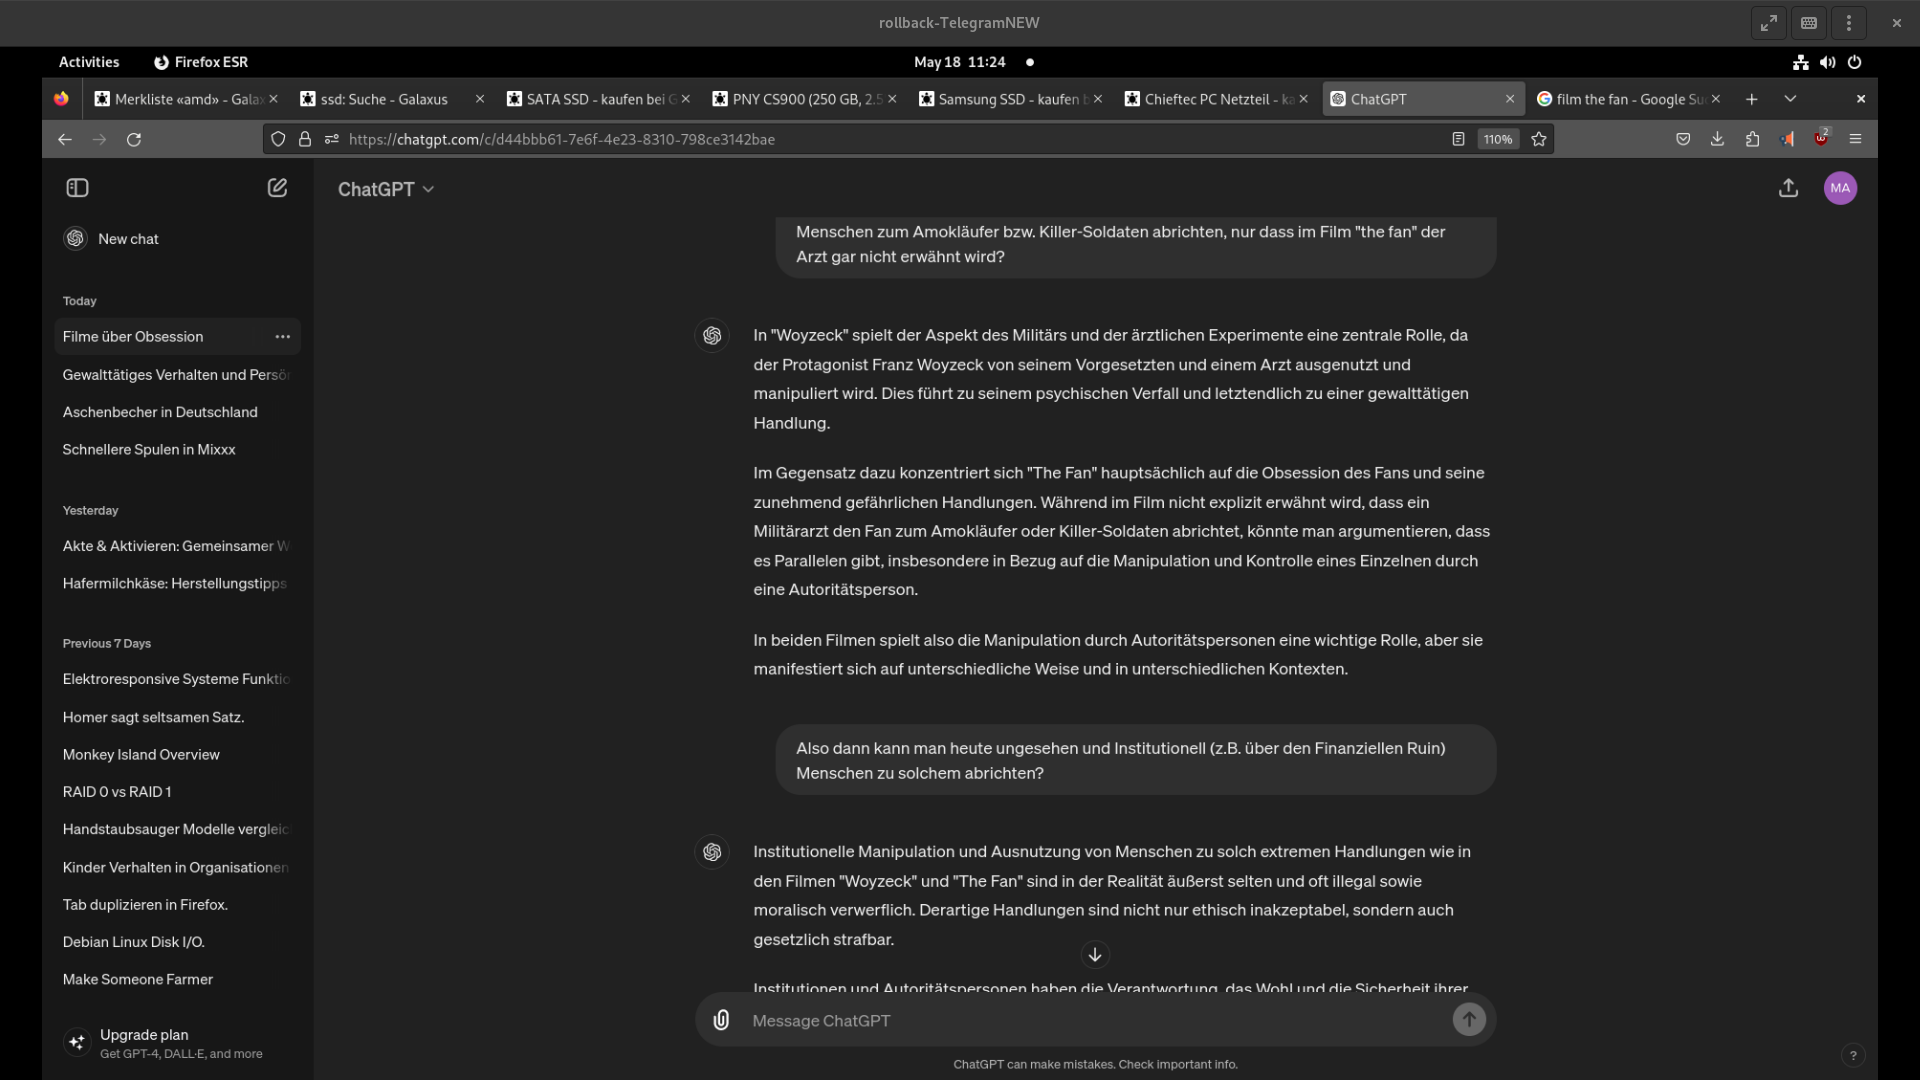 rollback-TelegramNEW
Activities
Firefox ESR
May 18 11:24
Merkliste «amd» - Gala
ssd: Suche - Galaxus
SATA SSD - kaufen bei G
PNY CS900 (250 GB, 2.5
Samsung SSD - kaufen b
Chieftec PC Netzteil - ka
ChatGPT
film the fan - Google Su
https://chatgpt.com/c/d44bbb61-7e6f-4e23-8310-798ce3142bae
110%
2
ChatGPT
MA
New chat
Today
Filme über Obsession
Gewalttätiges Verhalten und Persö
Aschenbecher in Deutschland
Schnellere Spulen in Mixxx
Yesterday
Akte & Aktivieren: Gemeinsamer W
Hafermilchkäse: Herstellungstipps
Previous 7 Days
Elektroresponsive Systeme Funktio
Homer sagt seltsamen Satz.
Monkey Island Overview
RAID 0 vs RAID 1
Handstaubsauger Modelle vergleic
Kinder Verhalten in Organisationen
Tab duplizieren in Firefox.
Debian Linux Disk I/O.
Make Someone Farmer
Upgrade plan
Get GPT-4, DALL·E, and more
Menschen zum Amokläufer bzw. Killer-Soldaten abrichten, nur dass im Film "the fan" der
Arzt gar nicht erwähnt wird?
In "Woyzeck" spielt der Aspekt des Militärs und der ärztlichen Experimente eine zentrale Rolle, da
der Protagonist Franz Woyzeck von seinem Vorgesetzten und einem Arzt ausgenutzt und
manipuliert wird. Dies führt zu seinem psychischen Verfall und letztendlich zu einer gewalttätigen
Handlung.
Im Gegensatz dazu konzentriert sich "The Fan" hauptsächlich auf die Obsession des Fans und seine
zunehmend gefährlichen Handlungen. Während im Film nicht explizit erwähnt wird, dass ein
Militärarzt den Fan zum Amokläufer oder Killer-Soldaten abrichtet, könnte man argumentieren, dass
es Parallelen gibt, insbesondere in Bezug auf die Manipulation und Kontrolle eines Einzelnen durch
eine Autoritätsperson.
In beiden Filmen spielt also die Manipulation durch Autoritätspersonen eine wichtige Rolle, aber sie
manifestiert sich auf unterschiedliche Weise und in unterschiedlichen Kontexten.
Also dann kann man heute ungesehen und Institutionell (z.B. über den Finanziellen Ruin)
Menschen zu solchem abrichten?
Institutionelle Manipulation und Ausnutzung von Menschen zu solch extremen Handlungen wie in
den Filmen "Woyzeck" und "The Fan" sind in der Realität äußerst selten und oft illegal sowie
moralisch verwerflich. Derartige Handlungen sind nicht nur ethisch inakzeptabel, sondern auch
gesetzlich strafbar.
Institutionen und Autoritätspersonen haben die Verantwortung, das Wohl und die Sicherheit ihrer
Message ChatGPT
ChatGPT can make mistakes. Check important info.
?